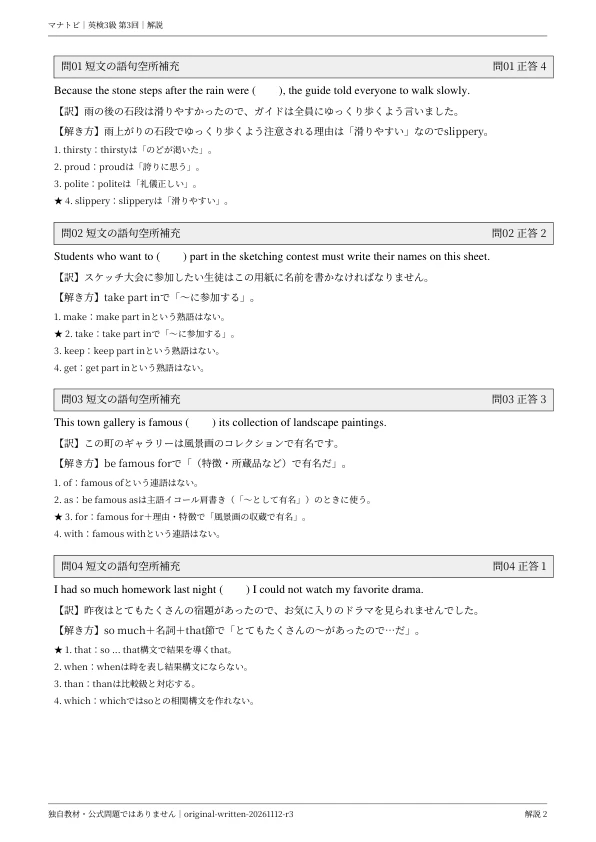 マナトビ｜英検3級 第3回｜解説
問01 短文の語句空所補充 問01 正答 4
Because the stone steps after the rain were (　　), the guide told everyone to walk slowly.
【訳】雨の後の石段は滑りやすかったので、ガイドは全員にゆっくり歩くよう言いました。
【解き方】雨上がりの石段でゆっくり歩くよう注意される理由は「滑りやすい」なのでslippery。
1. thirsty：thirstyは「のどが渇いた」。
2. proud：proudは「誇りに思う」。
3. polite：politeは「礼儀正しい」。
★ 4. slippery：slipperyは「滑りやすい」。
問02 短文の語句空所補充 問02 正答 2
Students who want to (　　) part in the sketching contest must write their names on this sheet.
【訳】スケッチ大会に参加したい生徒はこの用紙に名前を書かなければなりません。
【解き方】take part inで「〜に参加する」。
1. make：make part inという熟語はない。
★ 2. take：take part inで「〜に参加する」。
3. keep：keep part inという熟語はない。
4. get：get part inという熟語はない。
問03 短文の語句空所補充 問03 正答 3
This town gallery is famous (　　) its collection of landscape paintings.
【訳】この町のギャラリーは風景画のコレクションで有名です。
【解き方】be famous forで「（特徴・所蔵品など）で有名だ」。
1. of：famous ofという連語はない。
2. as：be famous asは主語イコール肩書き（「〜として有名」）のときに使う。
★ 3. for：famous for＋理由・特徴で「風景画の収蔵で有名」。
4. with：famous withという連語はない。
問04 短文の語句空所補充 問04 正答 1
I had so much homework last night (　　) I could not watch my favorite drama.
【訳】昨夜はとてもたくさんの宿題があったので、お気に入りのドラマを見られませんでした。
【解き方】so much＋名詞＋that節で「とてもたくさんの〜があったので…だ」。
★ 1. that：so ... that構文で結果を導くthat。
2. when：whenは時を表し結果構文にならない。
3. than：thanは比較級と対応する。
4. which：whichではsoとの相関構文を作れない。
独自教材・公式問題ではありません｜original-written-20261112-r3 解説 2